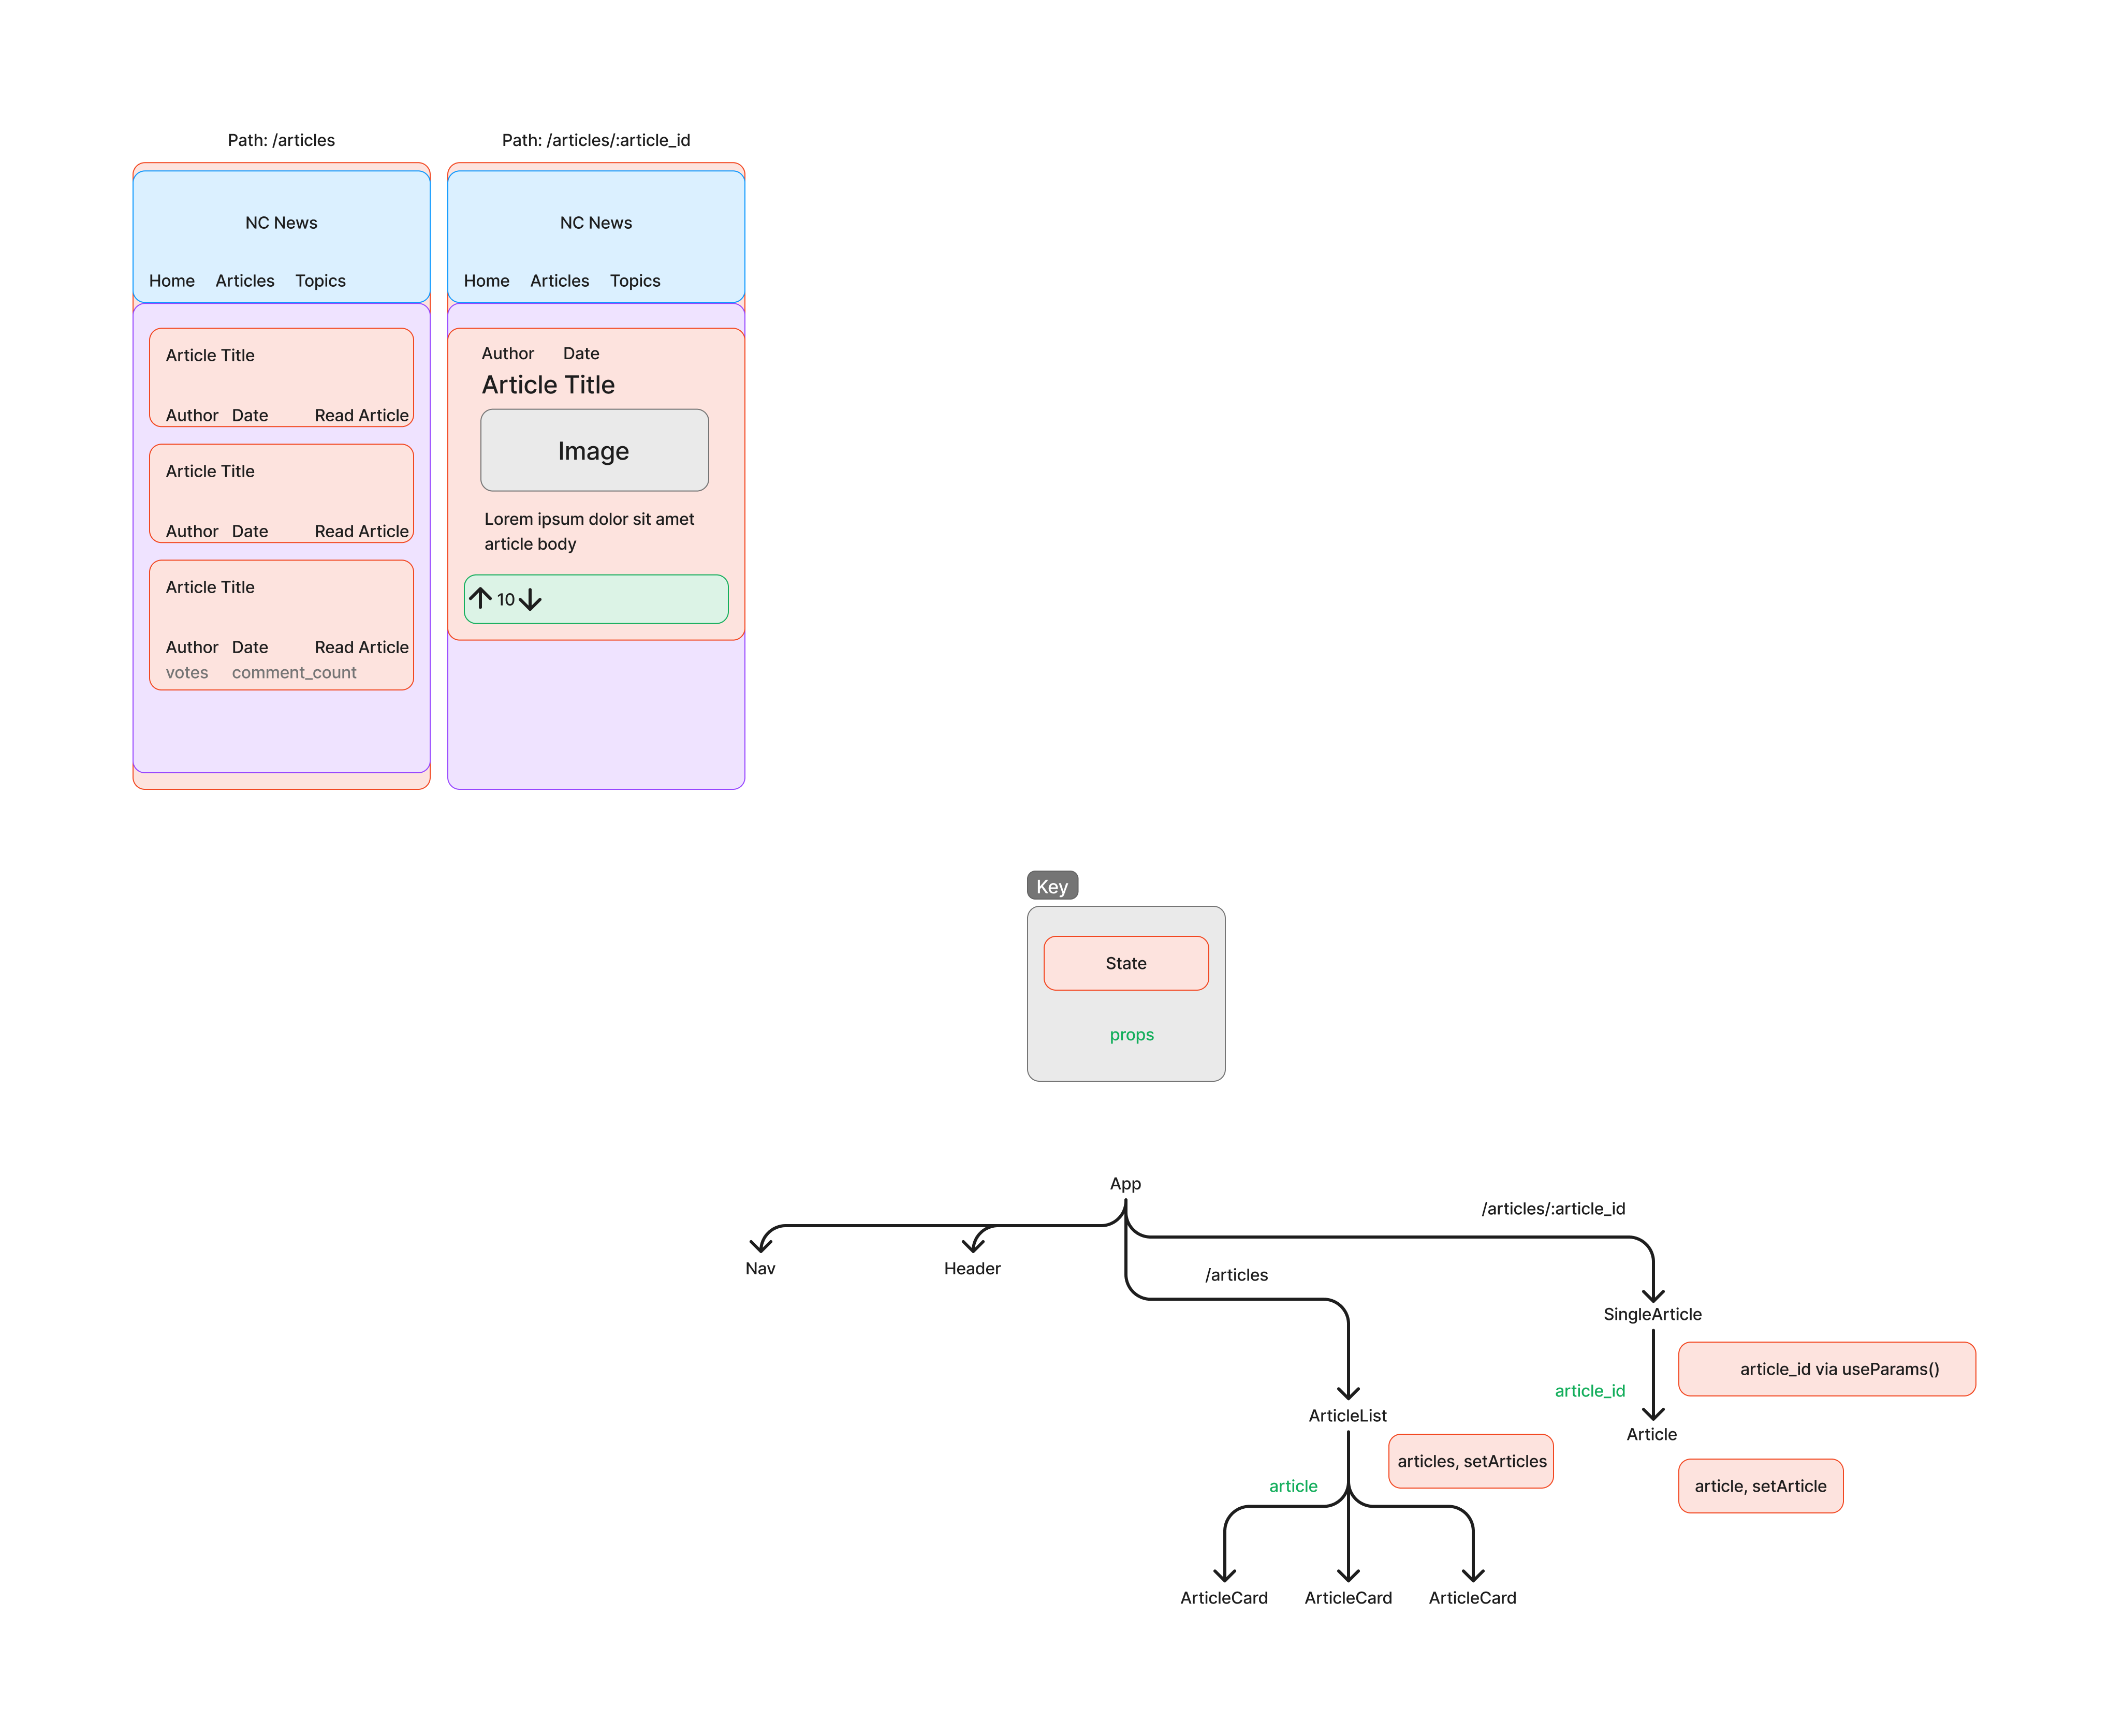 Path: /articles
NC News
Home Articles Topics
Article Title
Author Date Read Article
Article Title
Author Date Read Article
Article Title
Author Date Read Article
votes comment_count
Path: /articles/:article_id
NC News
Home Articles Topics
Author Date
Article Title
Image
Lorem ipsum dolor sit amet
article body
10
Key
State
props
App
Nav
Header
/articles
/articles/:article_id
SingleArticle
article_id via useParams()
article_id
Article
article, setArticle
ArticleList
articles, setArticles
article
ArticleCard
ArticleCard
ArticleCard